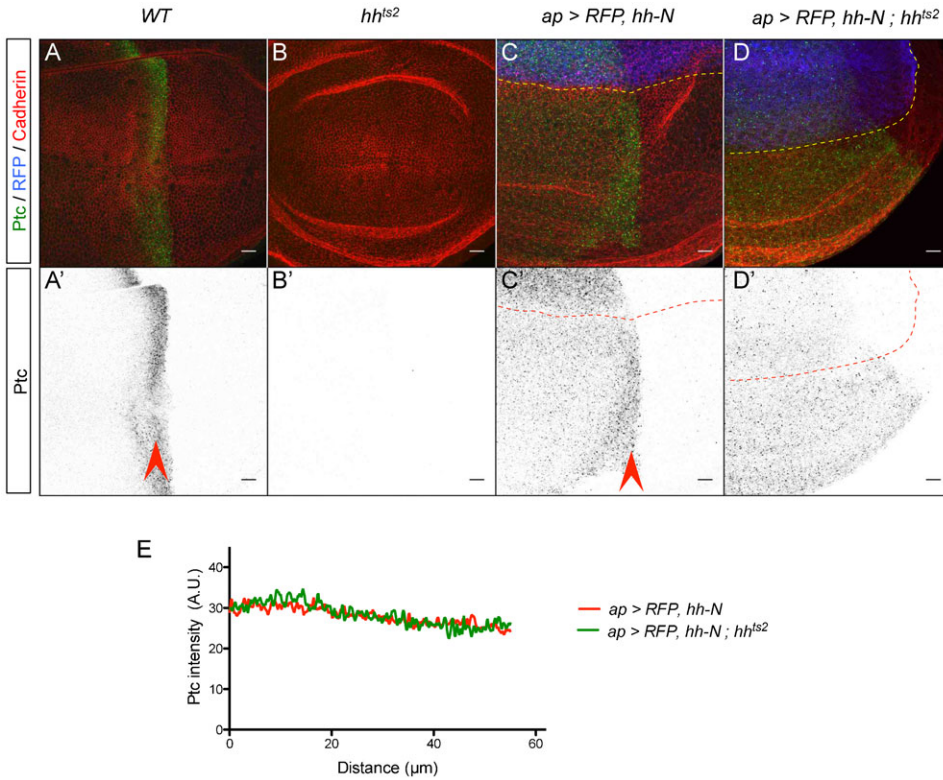 WT
hh^ts2
ap > RFP, hh-N
ap > RFP, hh-N ; hh^ts2
Ptc / RFP / Cadherin
A
B
C
D
Ptc
A'
B'
C'
D'
E
Ptc intensity (A.U.)
40
30
20
10
0
0
20
40
60
Distance (µm)
ap > RFP, hh-N
ap > RFP, hh-N ; hh^ts2